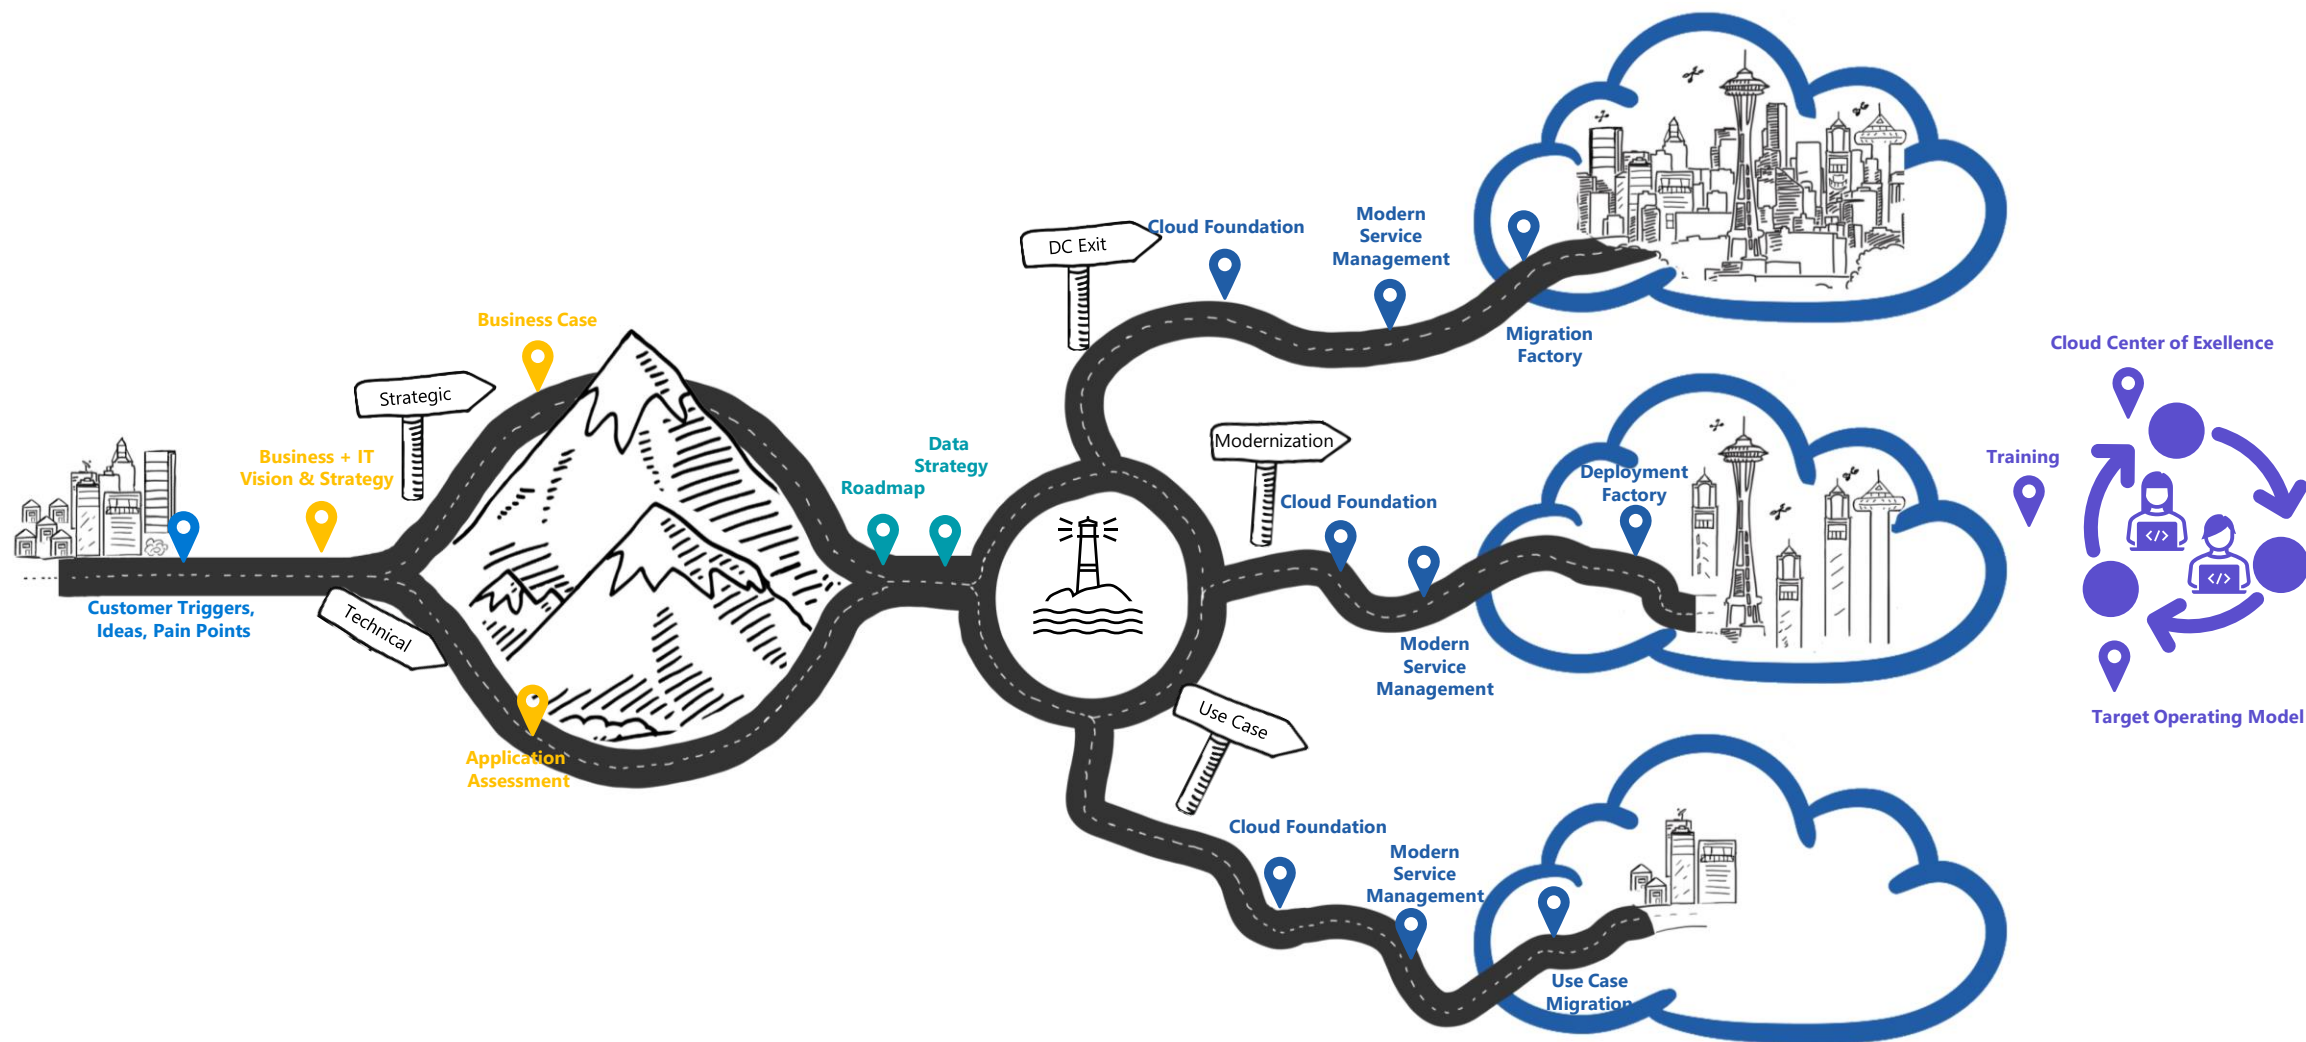 Customer Triggers,
Ideas, Pain Points
Business + IT
Vision & Strategy
Strategic
Technical
Business Case
Application
Assessment
Roadmap
Data
Strategy
DC Exit
Cloud Foundation
Modern
Service
Management
Migration
Factory
Modernization
Cloud Foundation
Modern
Service
Management
Deployment
Factory
Use Case
Cloud Foundation
Modern
Service
Management
Use Case
Migration
Cloud Center of Exellence
Training
</>
</>
Target Operating Model